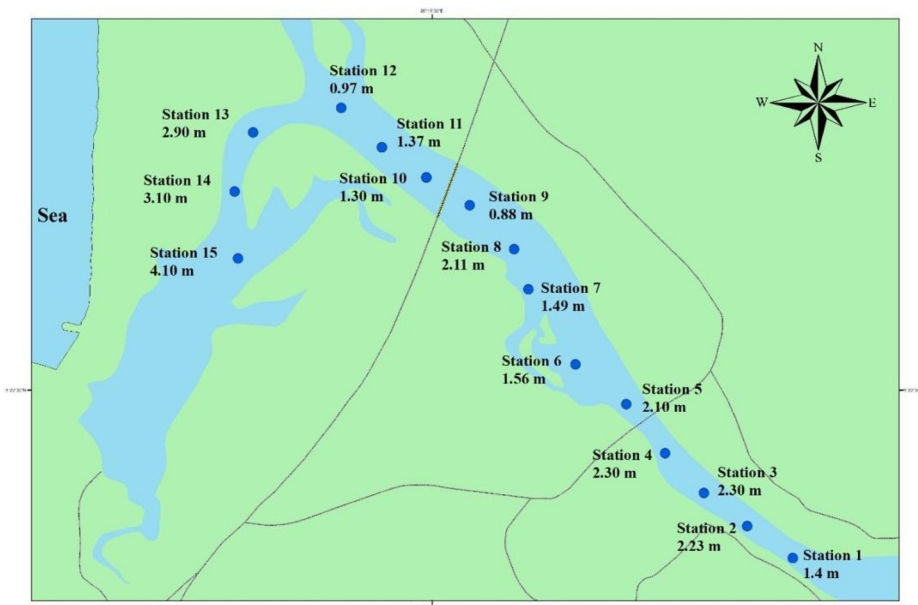 N
W
E
S
Sea
Station 12
0.97 m
Station 13
2.90 m
Station 11
1.37 m
Station 14
3.10 m
Station 10
1.30 m
Station 9
0.88 m
Station 15
4.10 m
Station 8
2.11 m
Station 7
1.49 m
Station 6
1.56 m
Station 5
2.10 m
Station 4
2.30 m
Station 3
2.30 m
Station 2
2.23 m
Station 1
1.4 m